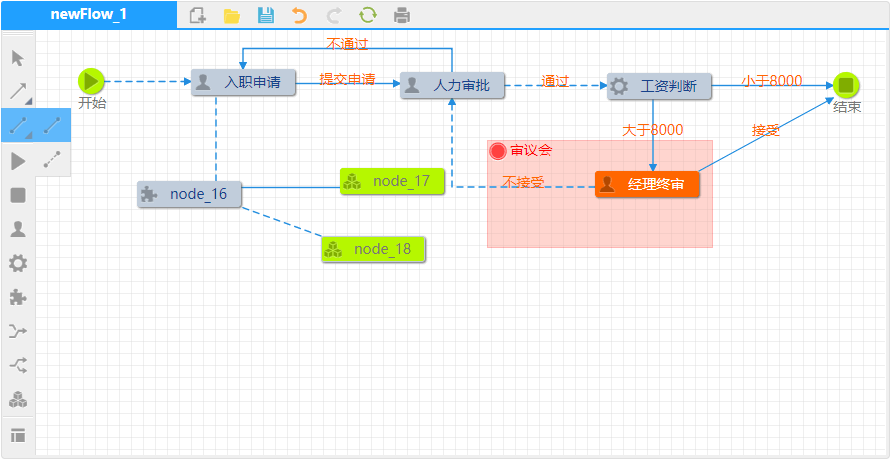 newFlow_1
不通过
入职申请
提交申请
人力审批
通过
工资判断
小于8000
开始
结束
大于8000
接受
审议会
不接受
经理终审
node_17
node_16
node_18